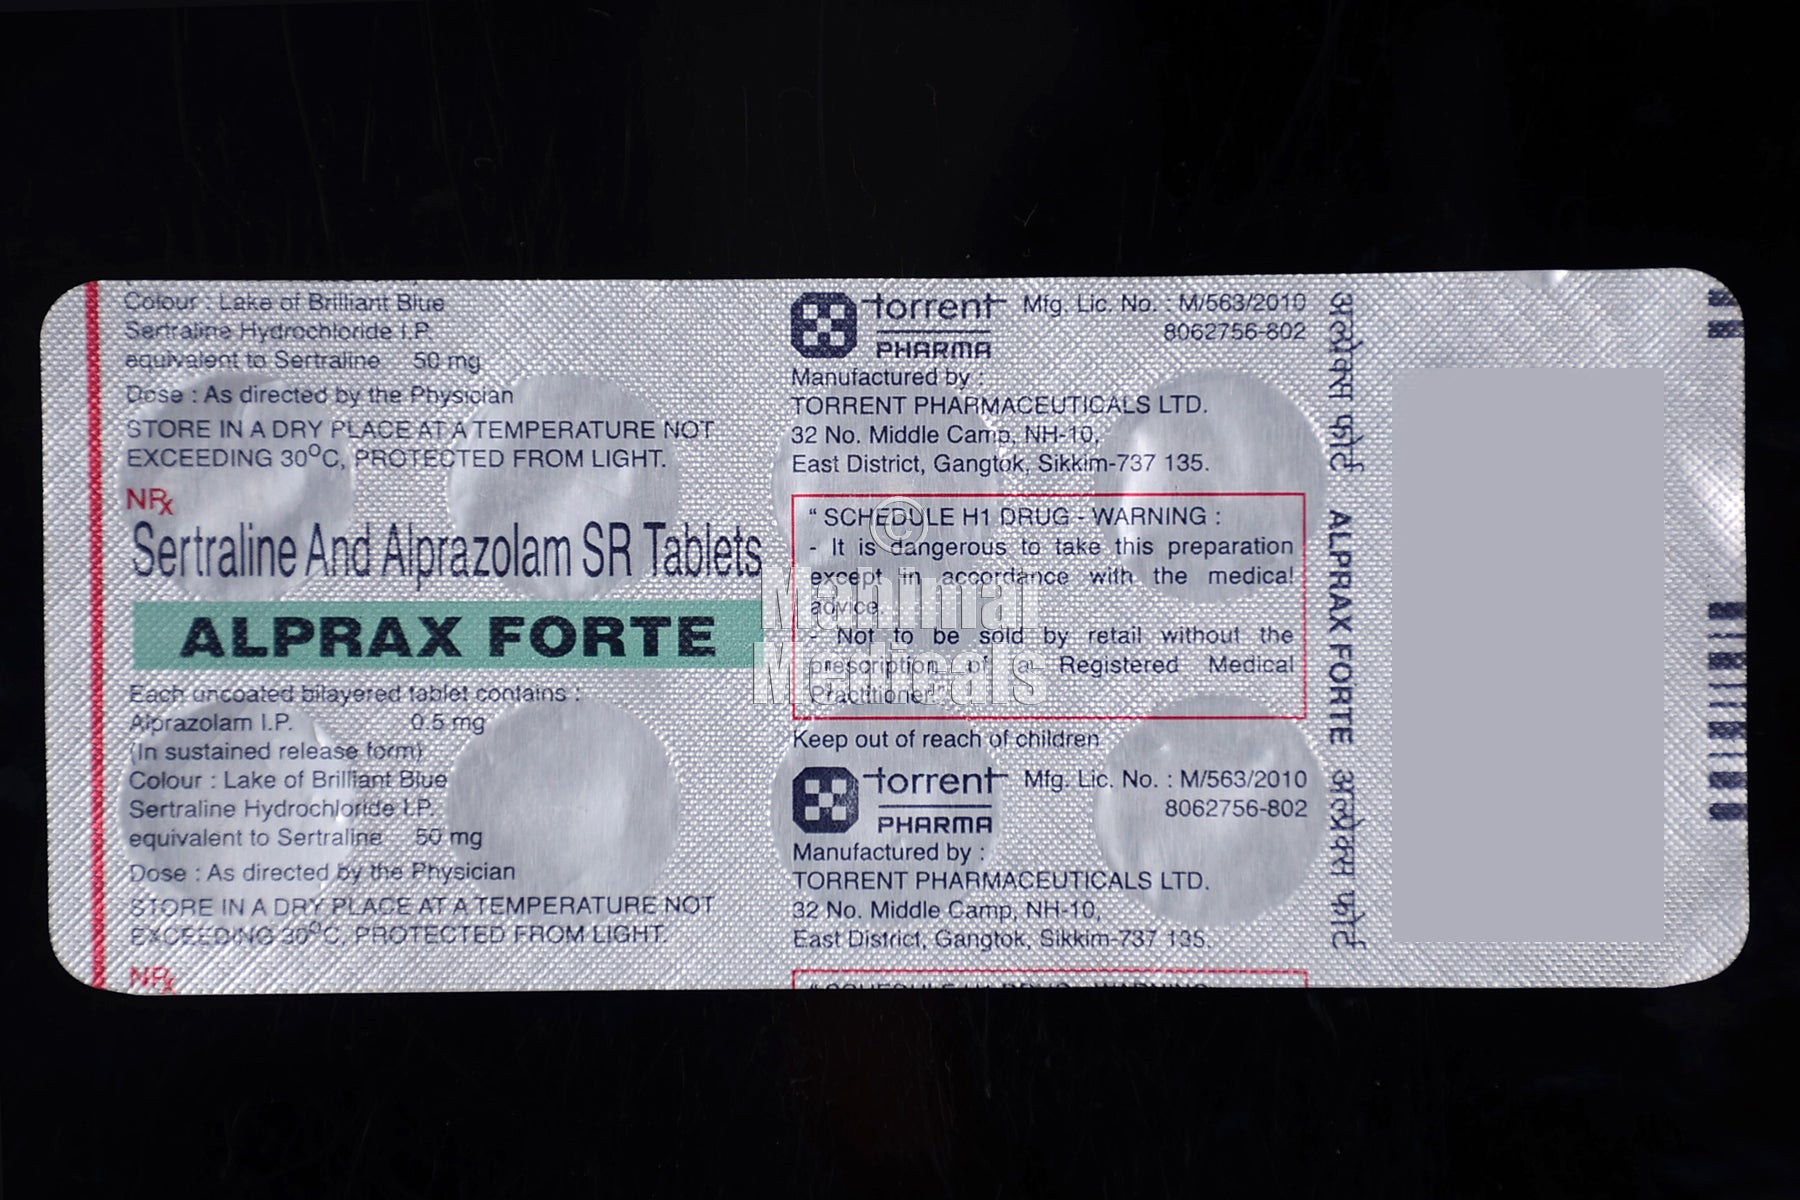 Colour : Lake of Brilliant Blue
Sertraline Hydrochloride I.P.
equivalent to Sertraline 50 mg
Dose : As directed by the Physician
STORE IN A DRY PLACE AT A TEMPERATURE NOT
EXCEEDING 30⁰C, PROTECTED FROM LIGHT.
NRx
Sertraline And Alprazolam SR Tablets
ALPRAX FORTE
Each uncoated bilayered tablet contains :
Alprazolam I.P. 0.5 mg
(In sustained release form)
Colour : Lake of Brilliant Blue
Sertraline Hydrochloride I.P.
equivalent to Sertraline 50 mg
Dose : As directed by the Physician
STORE IN A DRY PLACE AT A TEMPERATURE NOT
EXCEEDING 30⁰C, PROTECTED FROM LIGHT.
NRx
torrent
PHARMA
Mfg. Lic. No. : M/563/2010
8062756-802
Manufactured by :
TORRENT PHARMACEUTICALS LTD.
32 No. Middle Camp, NH-10,
East District, Gangtok, Sikkim-737 135.
“ SCHEDULE H1 DRUG - WARNING :
- It is dangerous to take this preparation
except in accordance with the medical
advice.
- Not to be sold by retail without the
prescription of a Registered Medical
Practitioner.”
Keep out of reach of children
torrent
PHARMA
Mfg. Lic. No. : M/563/2010
8062756-802
Manufactured by :
TORRENT PHARMACEUTICALS LTD.
32 No. Middle Camp, NH-10,
East District, Gangtok, Sikkim-737 135.
“ SCHEDULE H1 DRUG - WARNING :
अल्प्रेक्स फोर्ट ALPRAX FORTE अल्प्रेक्स फोर्ट
©
Mahimal
Medicals